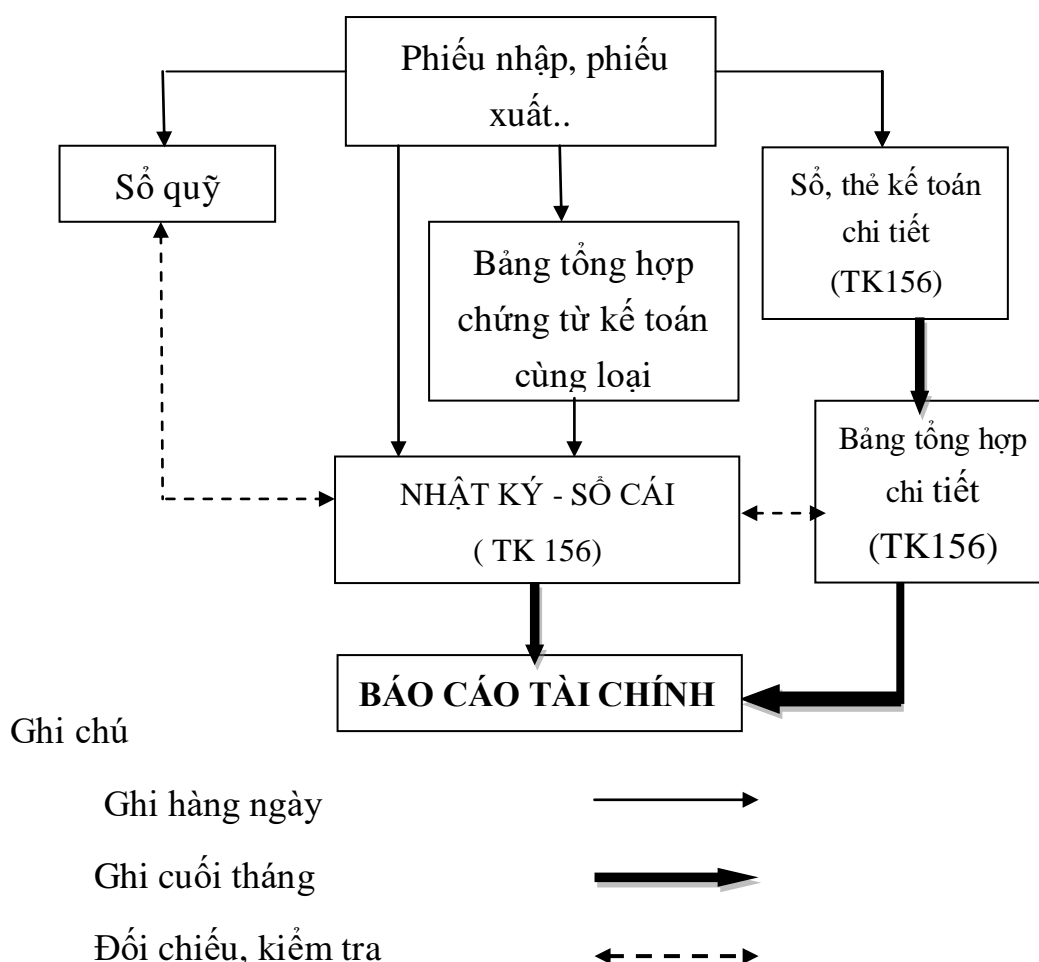 Phiếu nhập, phiếu
xuất..
Sổ quỹ
Sổ, thẻ kế toán
chi tiết
(TK156)
Bảng tổng hợp
chứng từ kế toán
cùng loại
Bảng tổng hợp
chi tiết
(TK156)
NHẬT KÝ - SỔ CÁI
( TK 156)
BÁO CÁO TÀI CHÍNH
Ghi chú
Ghi hàng ngày
Ghi cuối tháng
Đối chiếu, kiểm tra